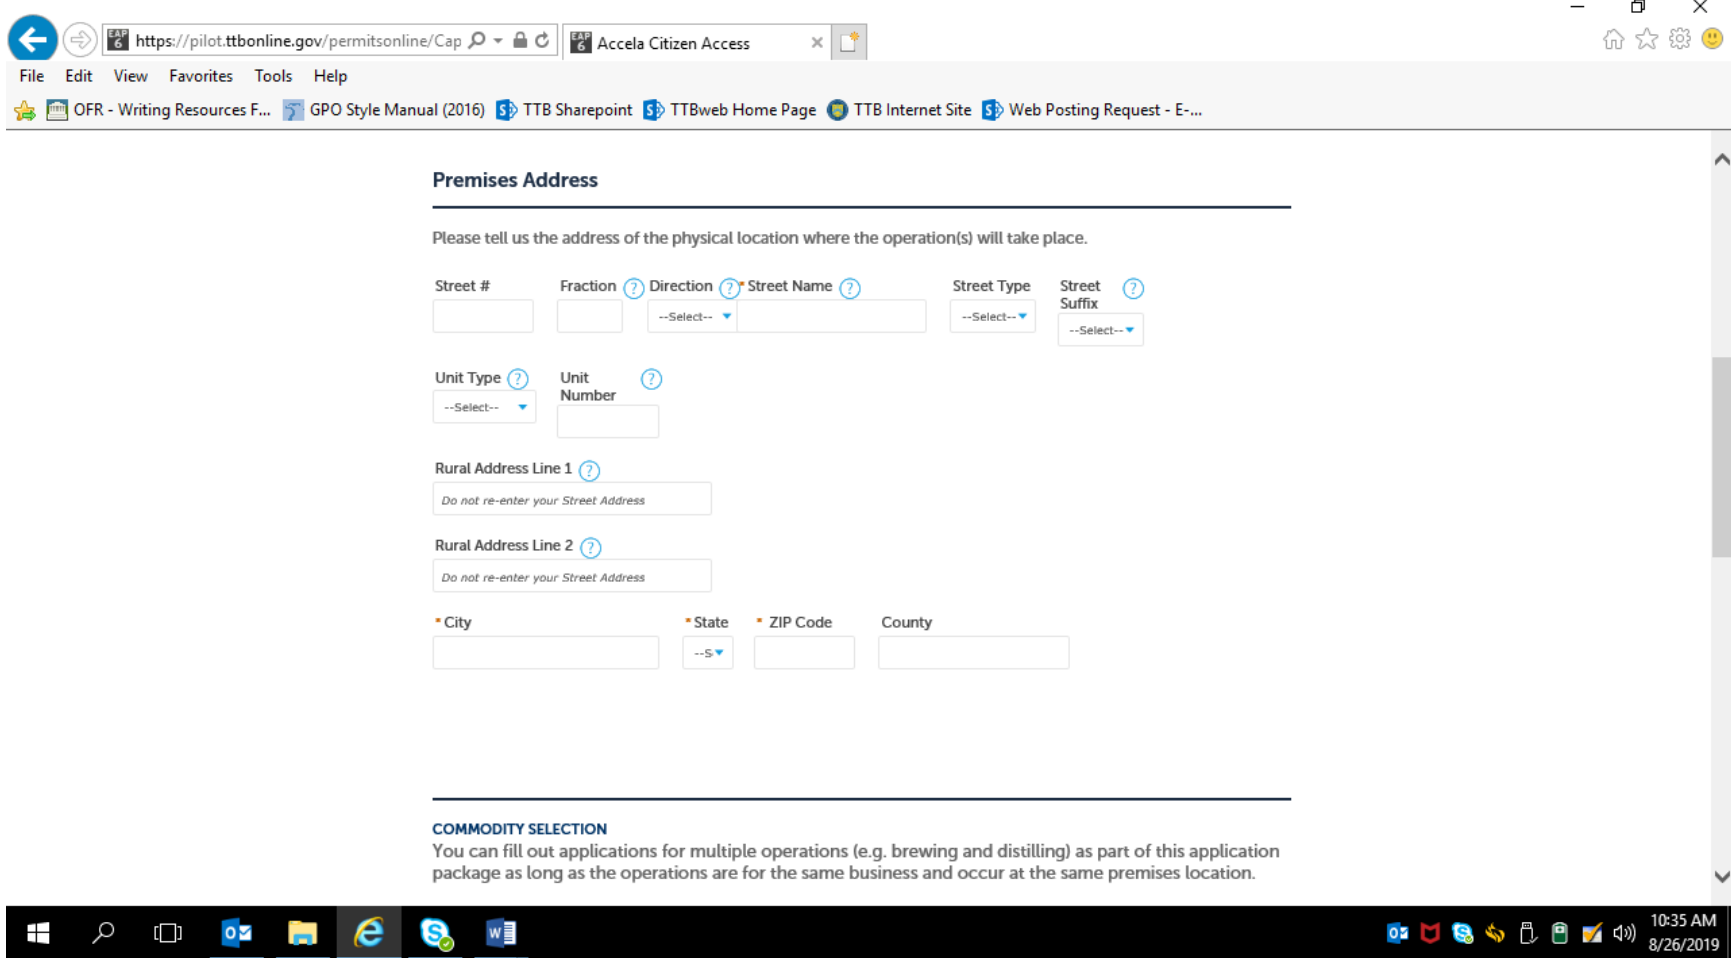 EAP 6 https://pilot.ttbonline.gov/permitsonline/Cap EAP 6 Accela Citizen Access
File Edit View Favorites Tools Help
OFR - Writing Resources F... GPO Style Manual (2016) TTB Sharepoint TTBweb Home Page TTB Internet Site Web Posting Request - E-...
Premises Address
Please tell us the address of the physical location where the operation(s) will take place.
Street # Fraction ? Direction ? * Street Name ? Street Type Street Suffix ?
--Select-- --Select-- --Select--
Unit Type ? Unit Number ?
--Select--
Rural Address Line 1 ?
Do not re-enter your Street Address
Rural Address Line 2 ?
Do not re-enter your Street Address
* City * State * ZIP Code County
--S
COMMODITY SELECTION
You can fill out applications for multiple operations (e.g. brewing and distilling) as part of this application
package as long as the operations are for the same business and occur at the same premises location.
10:35 AM
8/26/2019